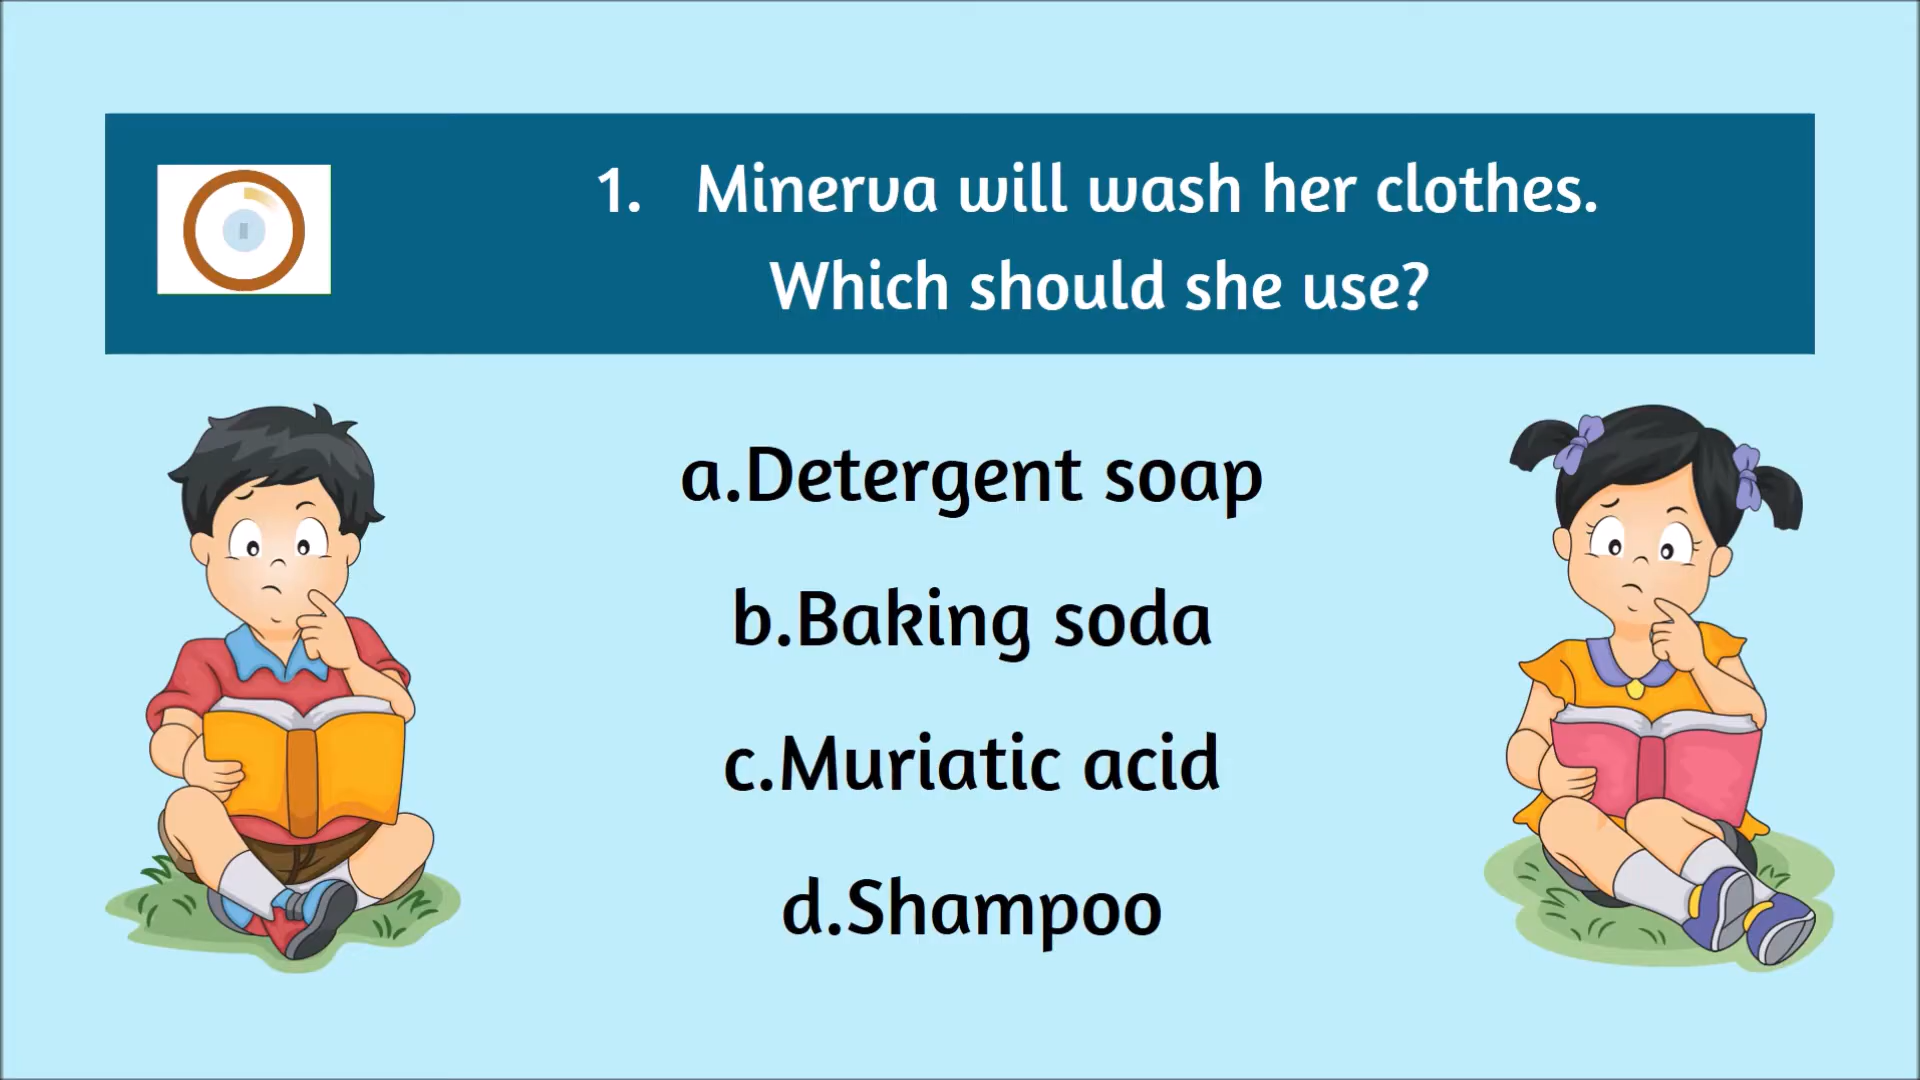 1. Minerva will wash her clothes.
Which should she use?
a.Detergent soap
b.Baking soda
c.Muriatic acid
d.Shampoo